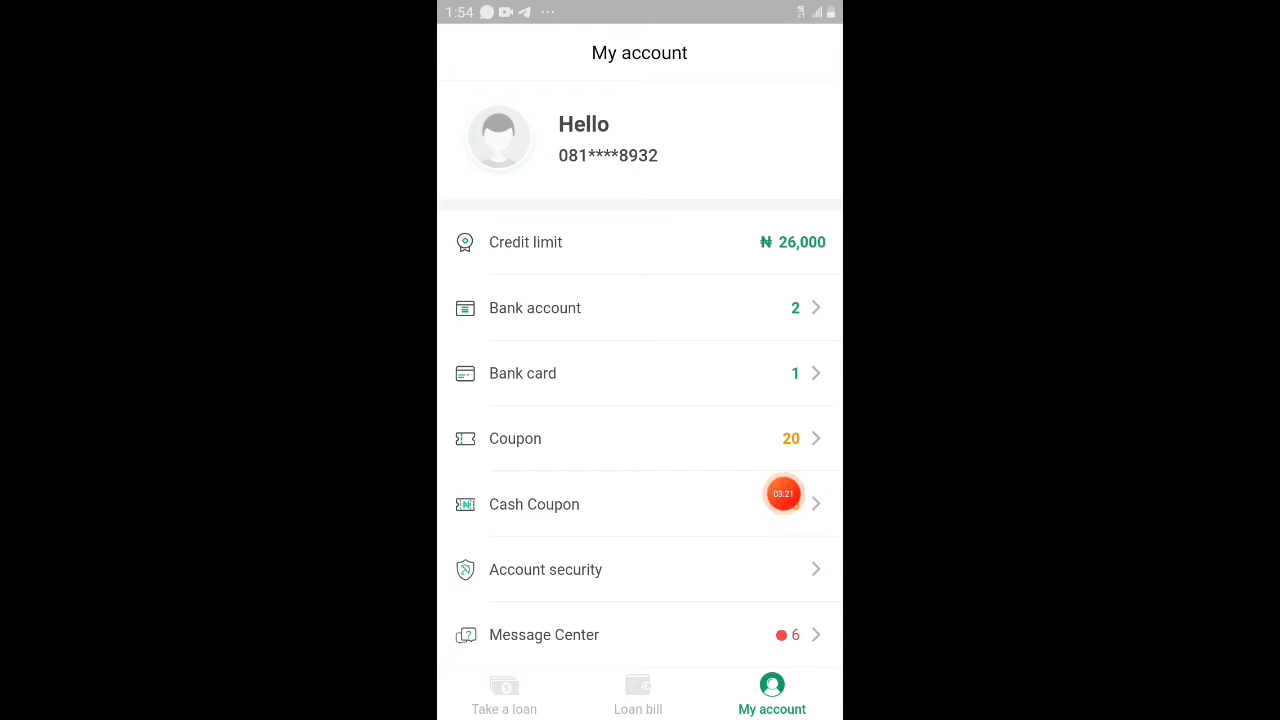 1:54
My account
Hello
081****8932
Credit limit ₦ 26,000
Bank account 2
Bank card 1
Coupon 20
03:21
Cash Coupon
Account security
Message Center 6
Take a loan Loan bill My account